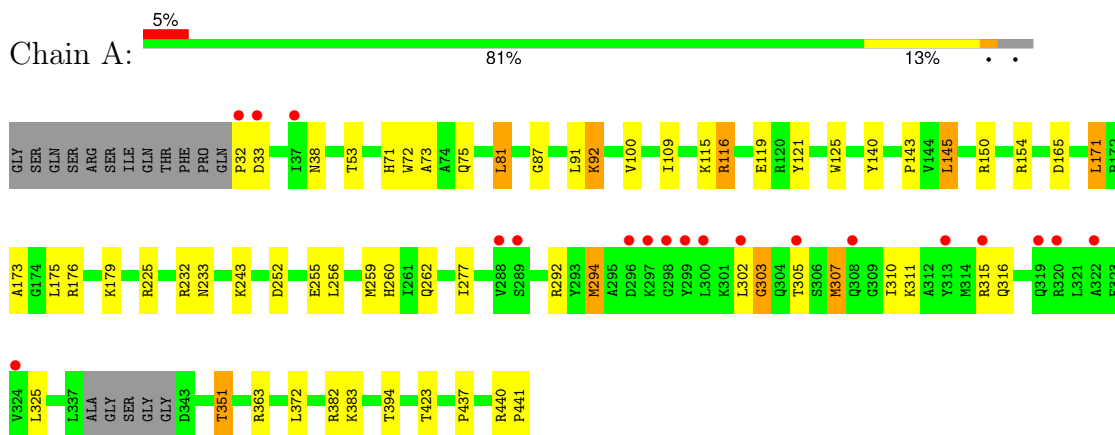 5%
Chain A:
81% 13% • •
GLY SER GLN SER SER ARG SER ILE GLN THR PHE PRO GLN P32 D33 I37 N38 T53 H71 W72 A73 A74 Q75 L81 G87 L91 K92 V100 I109 K115 R116 E119 R120 Y121 W125 Y140 P143 V144 L145 R150 R154 D165 L171 R172
A173 G174 L175 R176 K179 R225 R232 N233 K243 D252 E255 L256 M259 H260 I261 Q262 I277 V288 S289 R292 Y293 M294 A295 D296 K297 G298 Y299 L300 K301 L302 G303 Q304 T305 S306 M307 Q308 G309 I310 K311 A312 Y313 M314 R315 Q316 Q319 R320 L321 A322
V324 L325 L337 ALA GLY SER GLY GLY D343 T351 R363 L372 R382 K383 T394 T423 P437 R440 P441